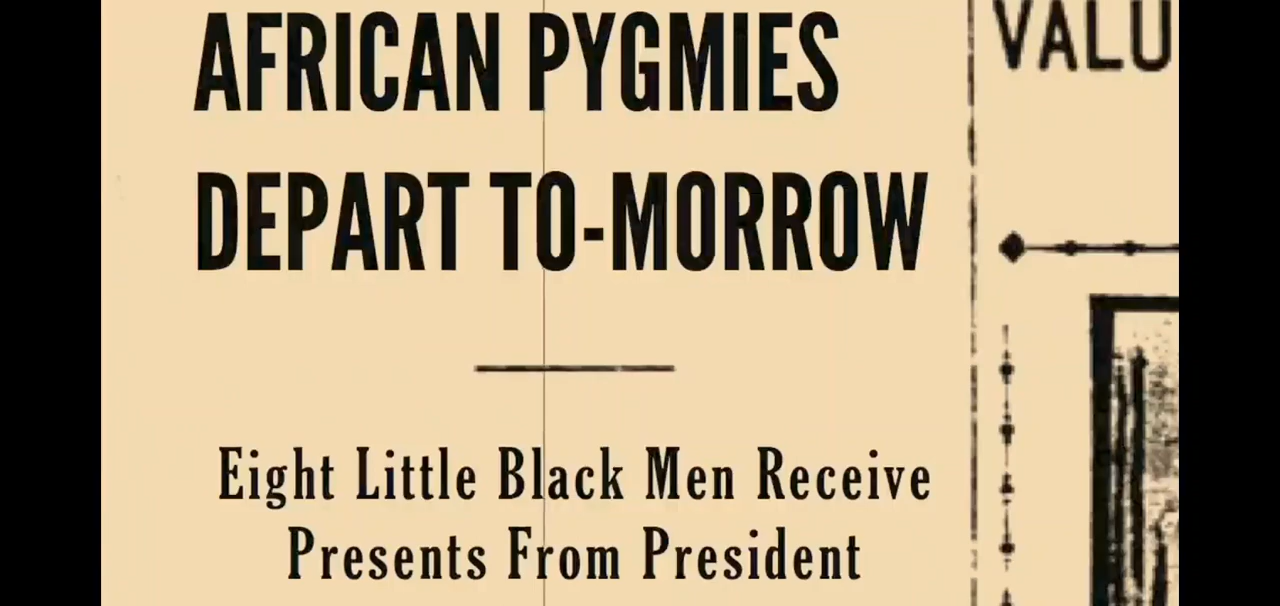 AFRICAN PYGMIES
DEPART TO-MORROW
Eight Little Black Men Receive
Presents From President
VALU